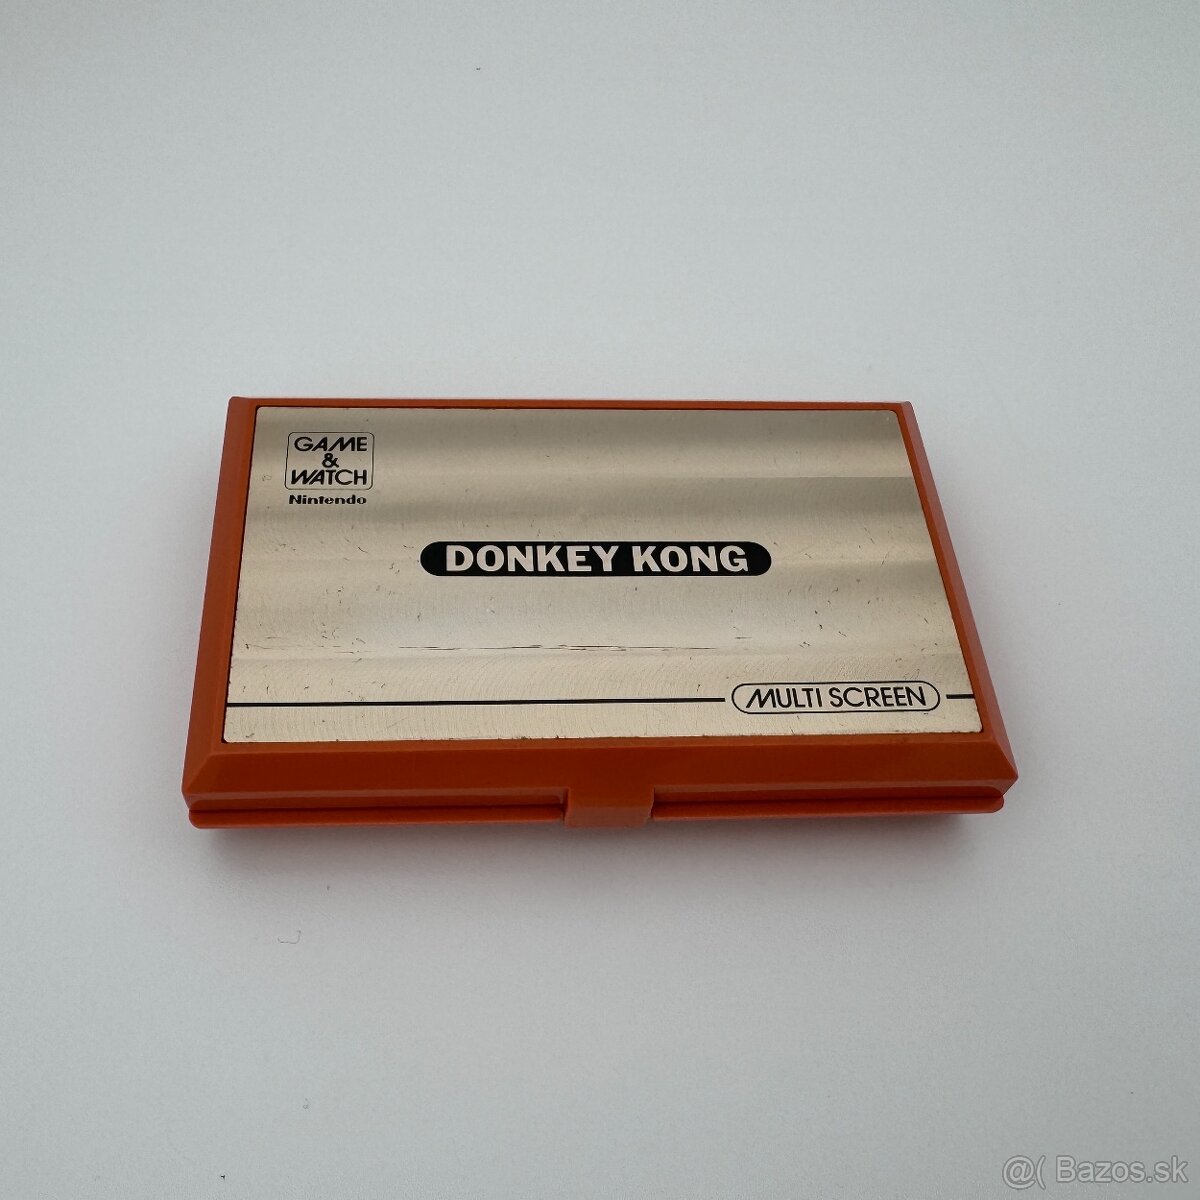 GAME
&
WATCH
Nintendo
DONKEY KONG
MULTI SCREEN
@( Bazos.sk